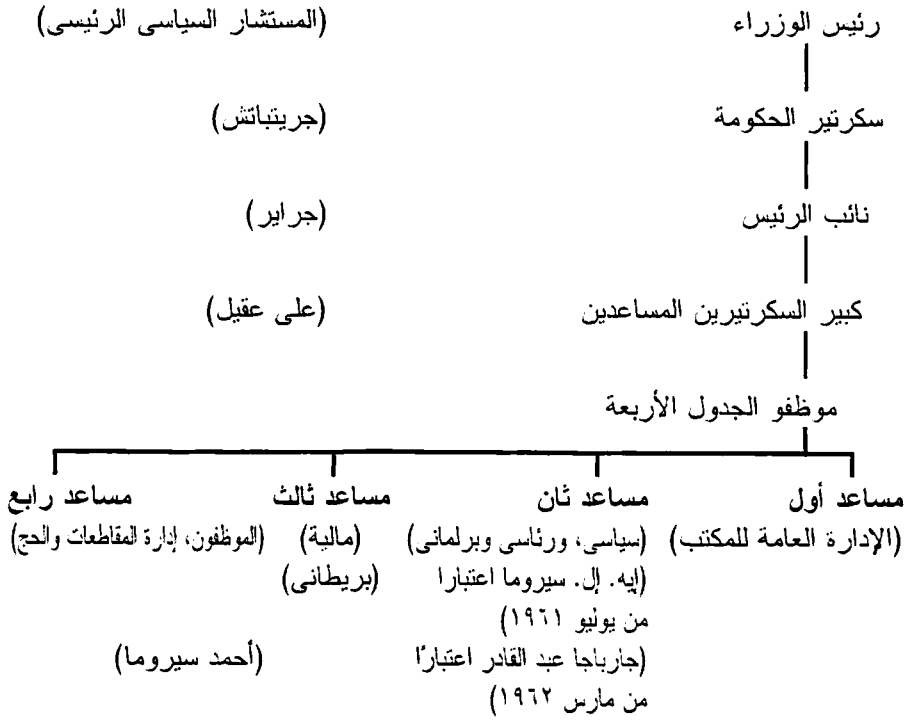 رئيس الوزراء (المستشار السياسى الرئيسى)
سكرتير الحكومة (جريتباتش)
نائب الرئيس (جراير)
كبير السكرتيرين المساعدين (على عقيل)
موظفو الجدول الأربعة
مساعد أول مساعد ثان مساعد ثالث مساعد رابع
(الإدارة العامة للمكتب) (سياسى، ورئاسى وبرلمانى) (مالية) (الموظفون، إدارة المقاطعات والحج)
(إيه. إل. سيروما اعتبارا (بريطانى)
من يوليو ١٩٦١)
(جارباجا عبد القادر اعتبارًا (أحمد سيروما)
من مارس ١٩٦٢)